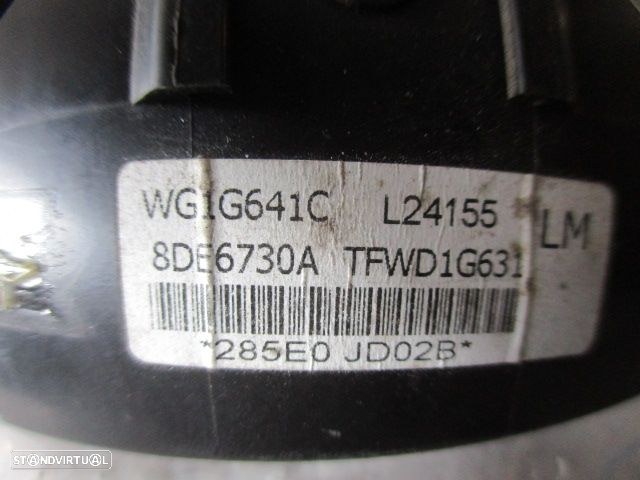 WG1G641C L24155 LM
8DE6730A TFWD1G631
*285E0 JD02B*
STANDVIRTUAL